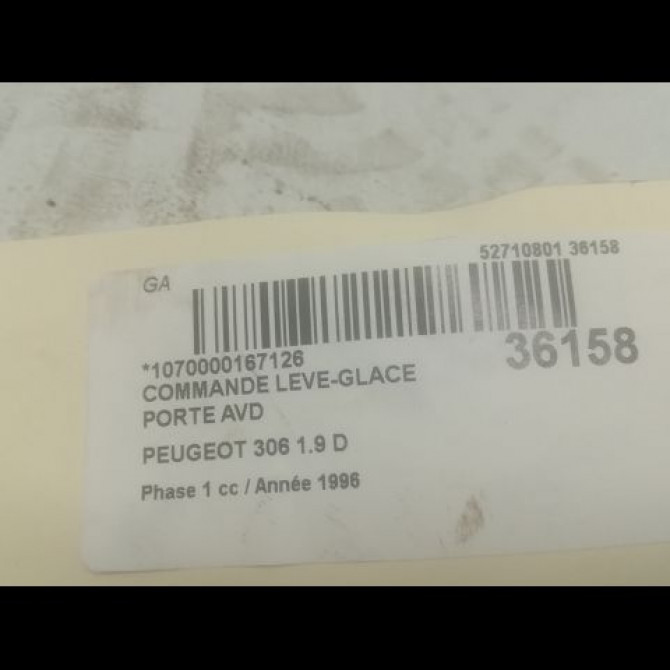 52710801 36158
GA
*1070000167126
36158
COMMANDE LEVE-GLACE
PORTE AVD
PEUGEOT 306 1.9 D
Phase 1 cc / Année 1996